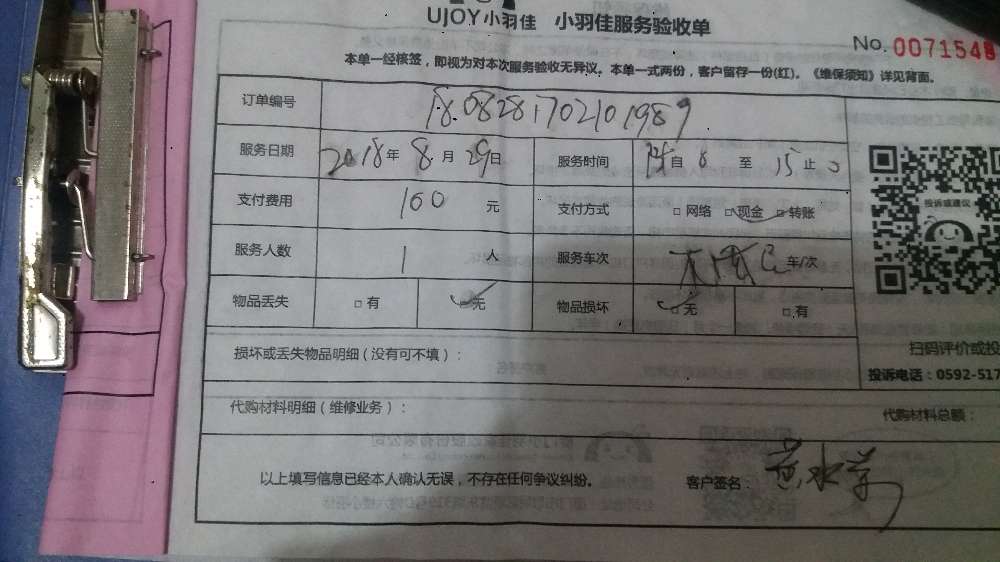 UJOY小羽佳 小羽佳服务验收单
No. 0071548
本单一经核签，即视为对本次服务验收无异议。本单一式两份，客户留存一份(红)。《维保须知》详见背面。
订单编号 1808281702101989
服务日期 2018年 8月 29日 服务时间 自 8 至 15 止
支付费用 160 元 支付方式 □网络 □现金 □转账
投诉或建议
服务人数 1 人 服务车次 车/次
物品丢失 □有 □无 物品损坏 □无 □有
损坏或丢失物品明细（没有可不填）：
扫码评价或投
投诉电话：0592-517
代购材料明细（维修业务）： 代购材料总额：
以上填写信息已经本人确认无误，不存在任何争议纠纷。 客户签名：